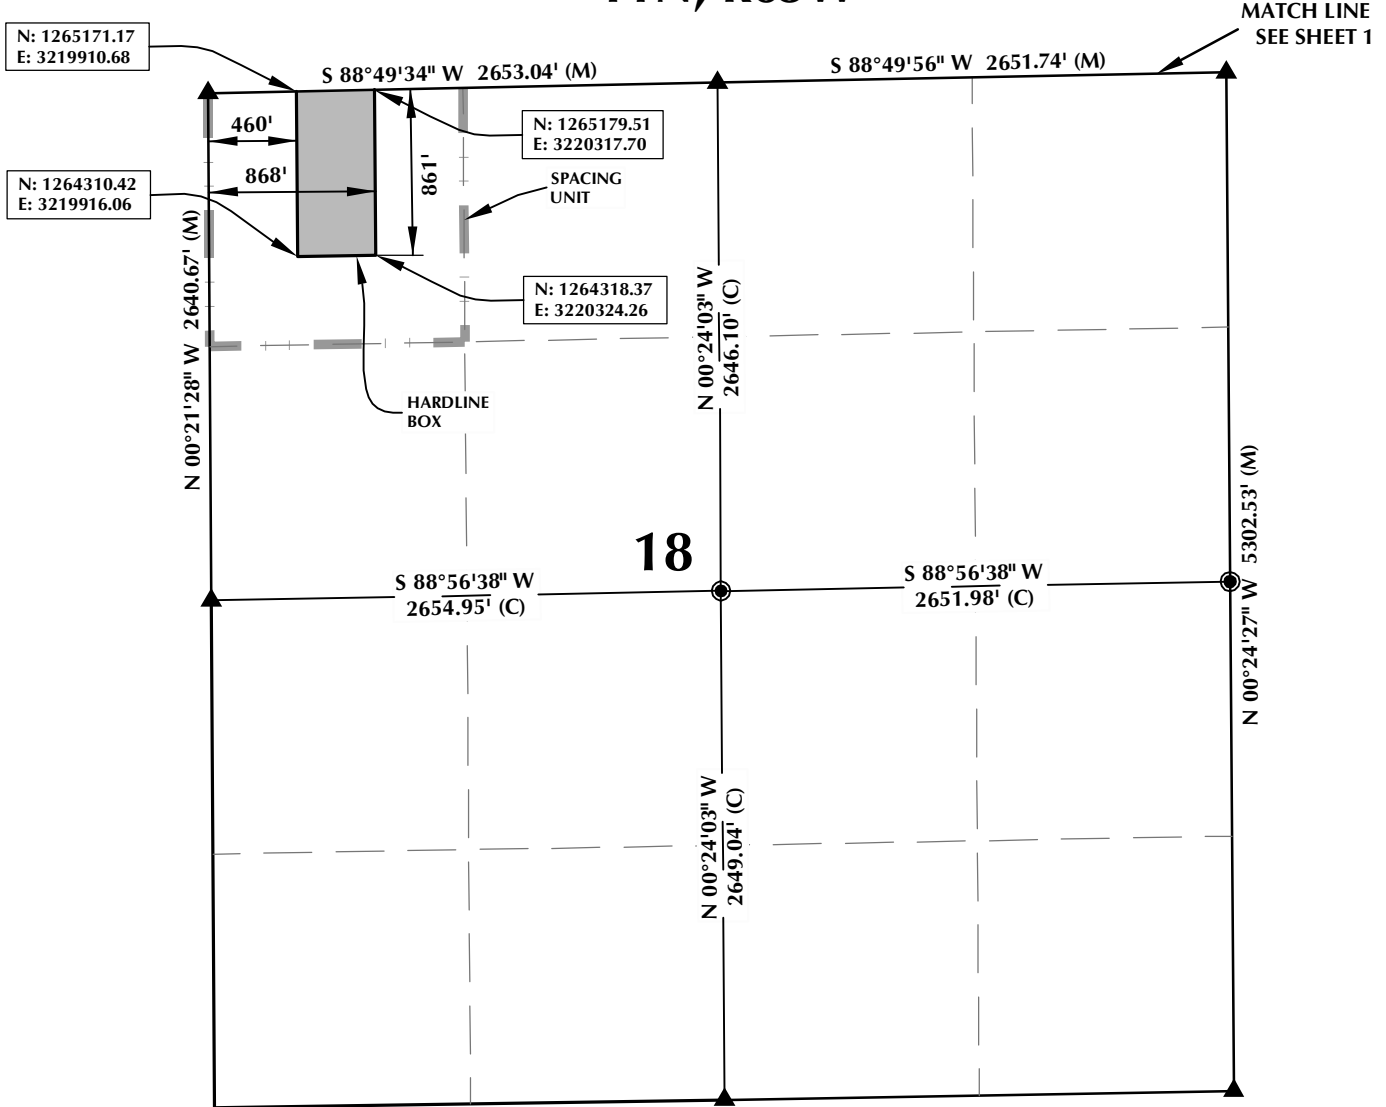 MATCH LINE
SEE SHEET 1
N: 1265171.17
E: 3219910.68
S 88°49'34" W 2653.04' (M)
S 88°49'56" W 2651.74' (M)
460'
868'
861'
N: 1265179.51
E: 3220317.70
SPACING
UNIT
N: 1264310.42
E: 3219916.06
N: 1264318.37
E: 3220324.26
HARDLINE
BOX
N 00°21'28" W 2640.67' (M)
N 00°24'03" W
2646.10' (C)
18
S 88°56'38" W
2654.95' (C)
S 88°56'38" W
2651.98' (C)
N 00°24'27" W 5302.53' (M)
N 00°24'03" W
2649.04' (C)